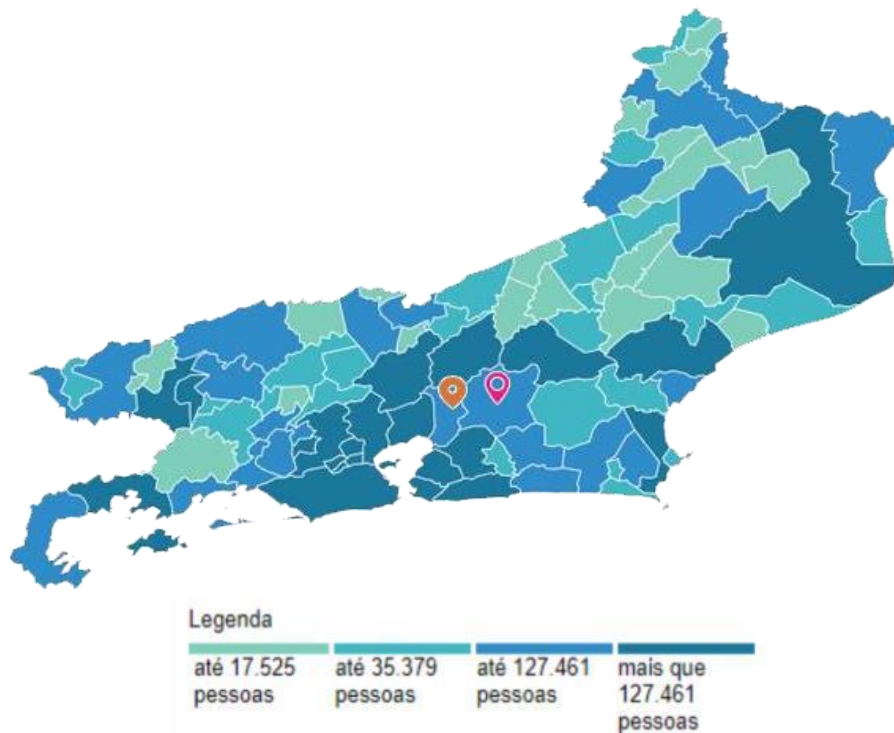 Legenda
até 17.525 pessoas
até 35.379 pessoas
até 127.461 pessoas
mais que 127.461 pessoas